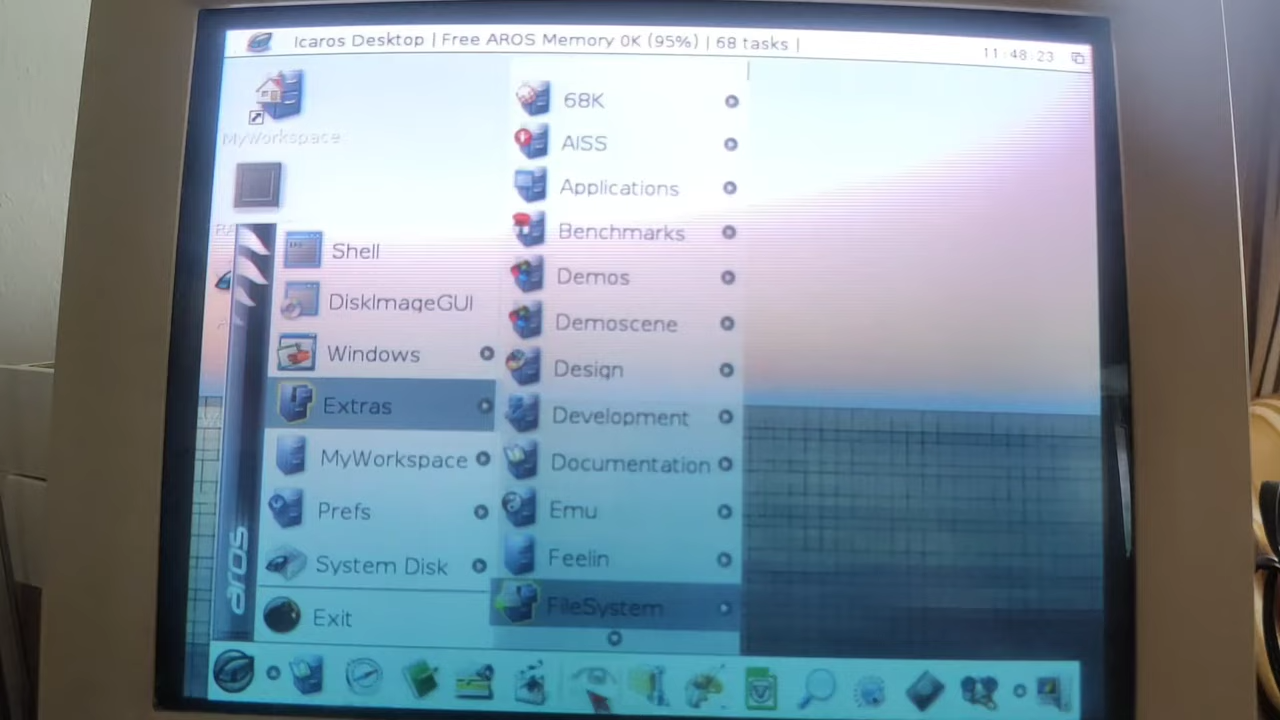 Icaros Desktop | Free AROS Memory 0K (95%) | 68 tasks |
11:48:23
MyWorkspace
RA
Shell
DiskImageGUI
Windows
Extras
MyWorkspace
Prefs
System Disk
Exit
aros
68K
AISS
Applications
Benchmarks
Demos
Demoscene
Design
Development
Documentation
Emu
Feelin
FileSystem